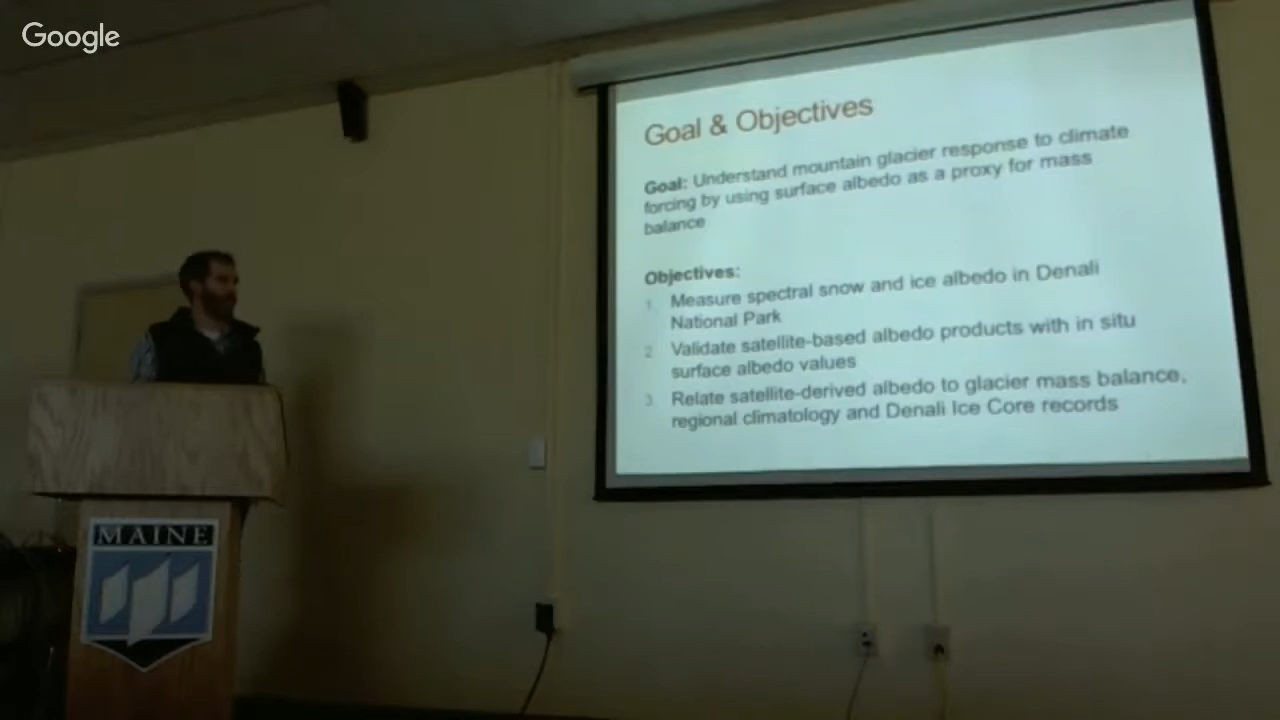 Google
Goal & Objectives
Goal: Understand mountain glacier response to climate
forcing by using surface albedo as a proxy for mass
balance
Objectives:
1. Measure spectral snow and ice albedo in Denali
National Park
2. Validate satellite-based albedo products with in situ
surface albedo values
3. Relate satellite-derived albedo to glacier mass balance,
regional climatology and Denali Ice Core records
MAINE